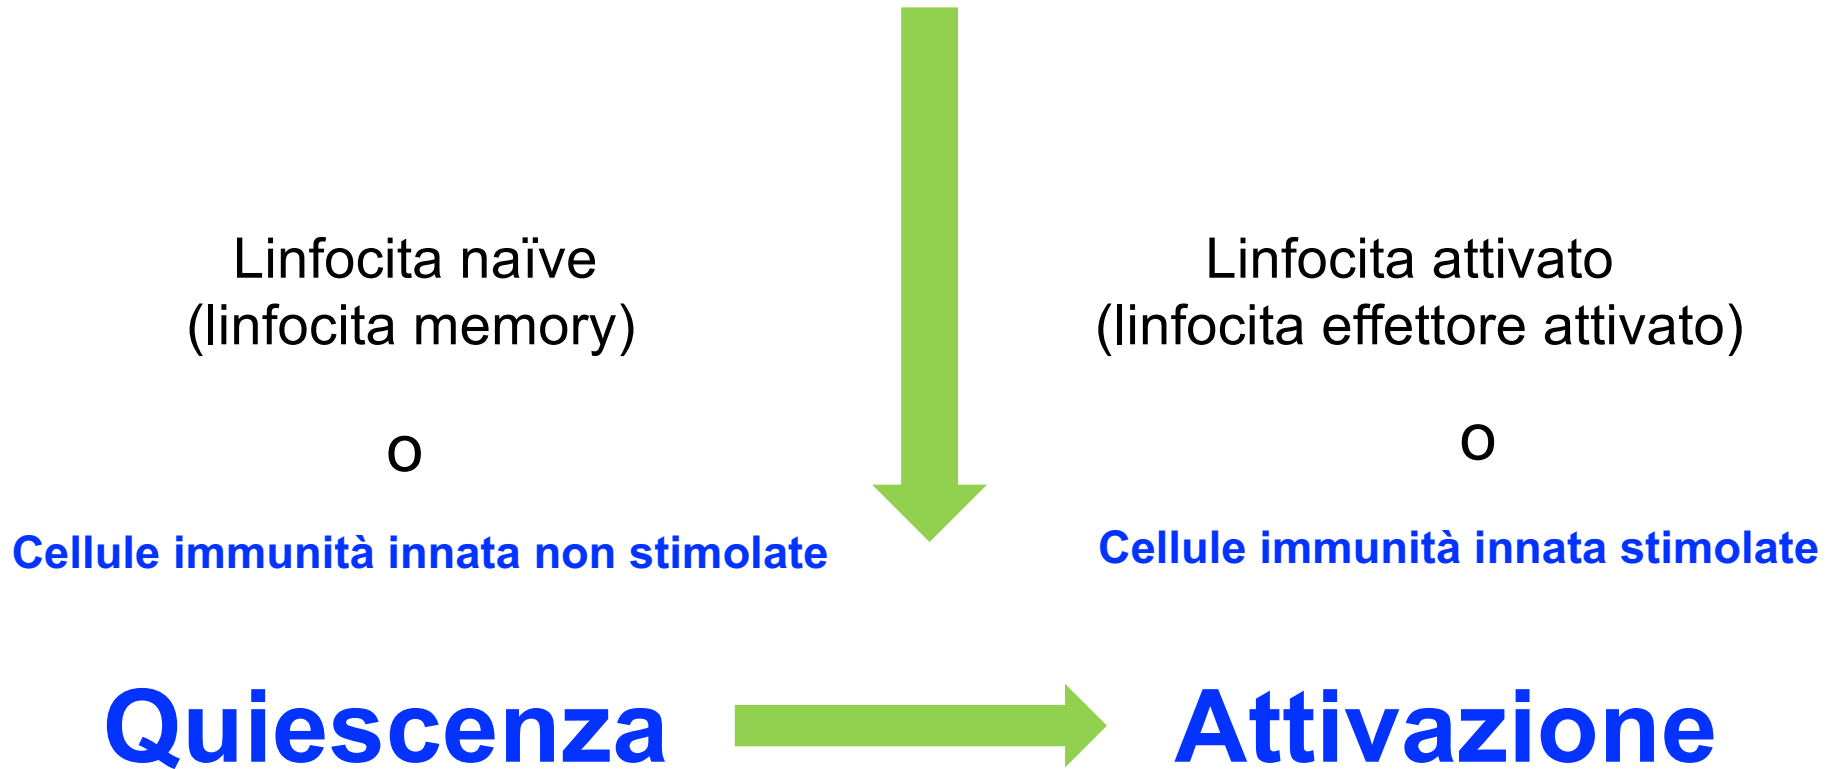 Linfocita naïve
(linfocita memory)
o
Cellule immunità innata non stimolate
Linfocita attivato
(linfocita effettore attivato)
o
Cellule immunità innata stimolate
Quiescenza
Attivazione